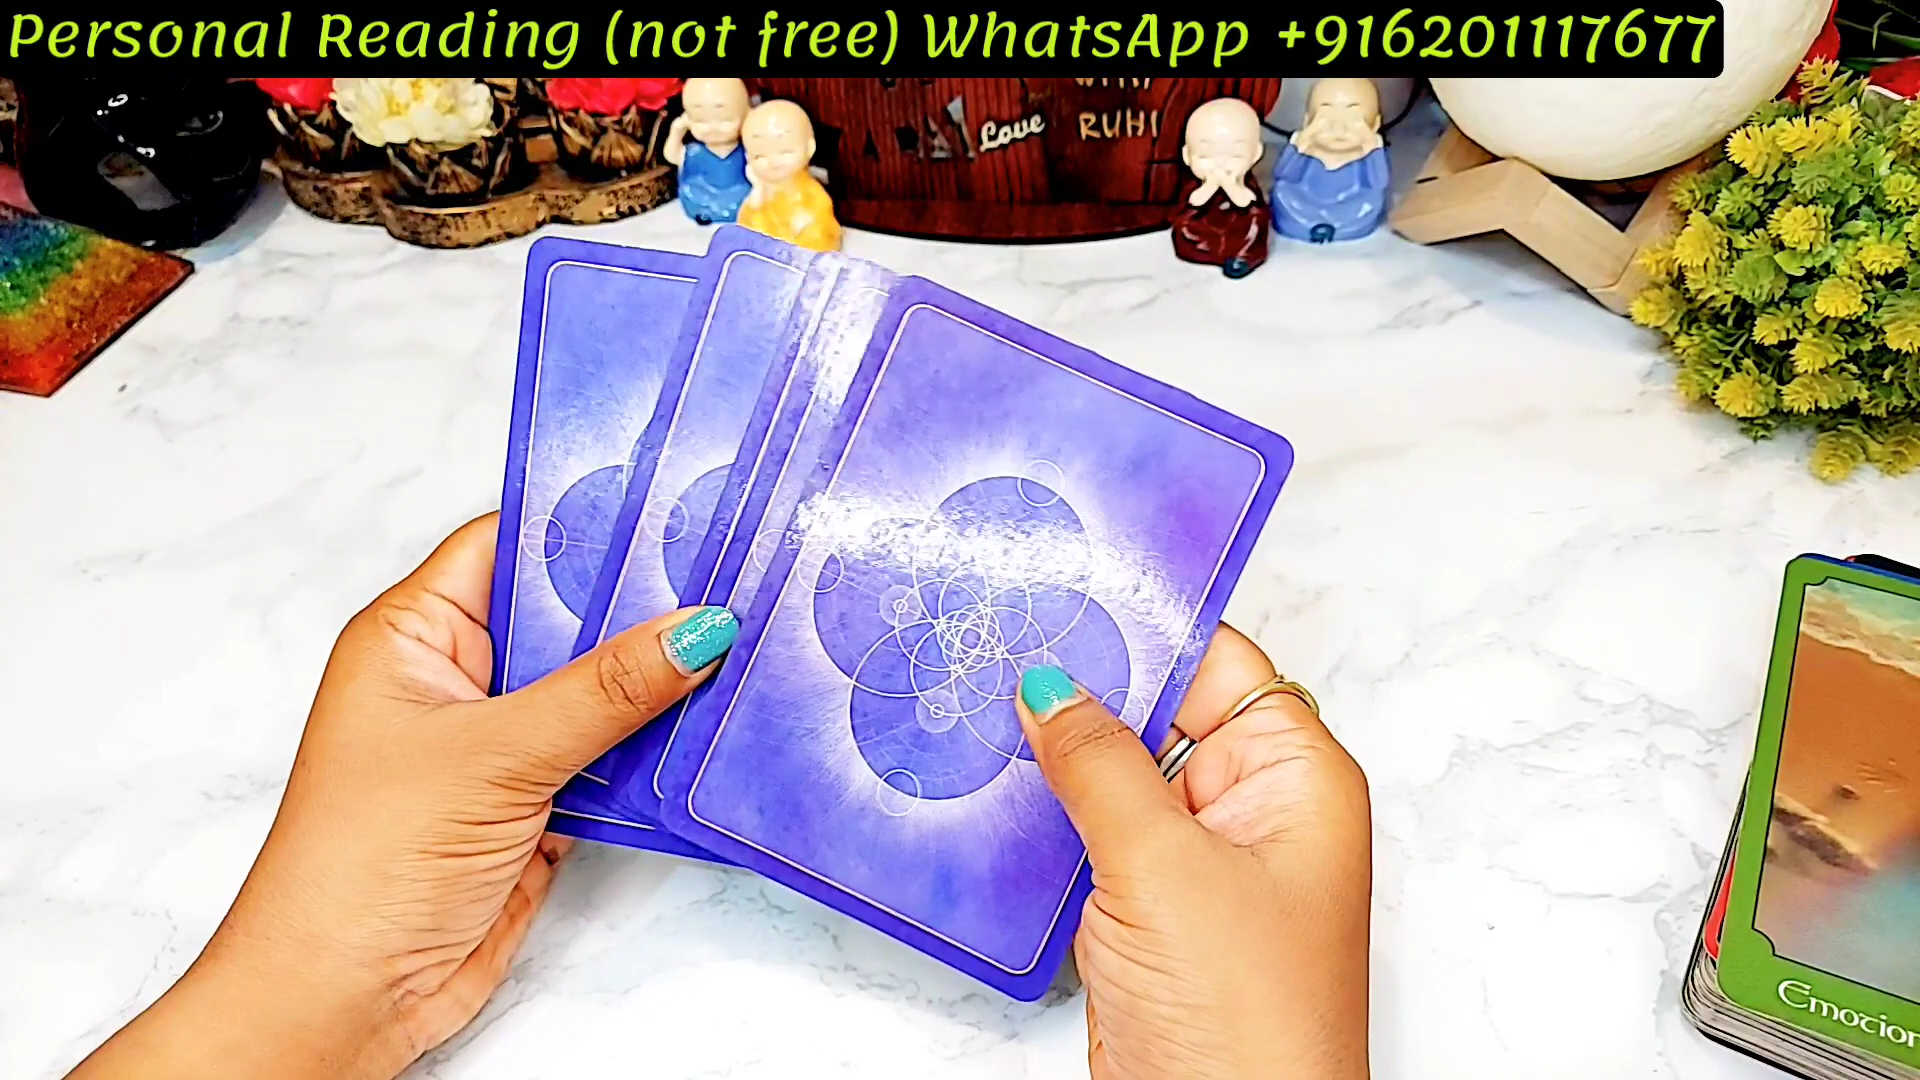 Personal Reading (not free) WhatsApp +916201117677
Love
RUHI
Emotion